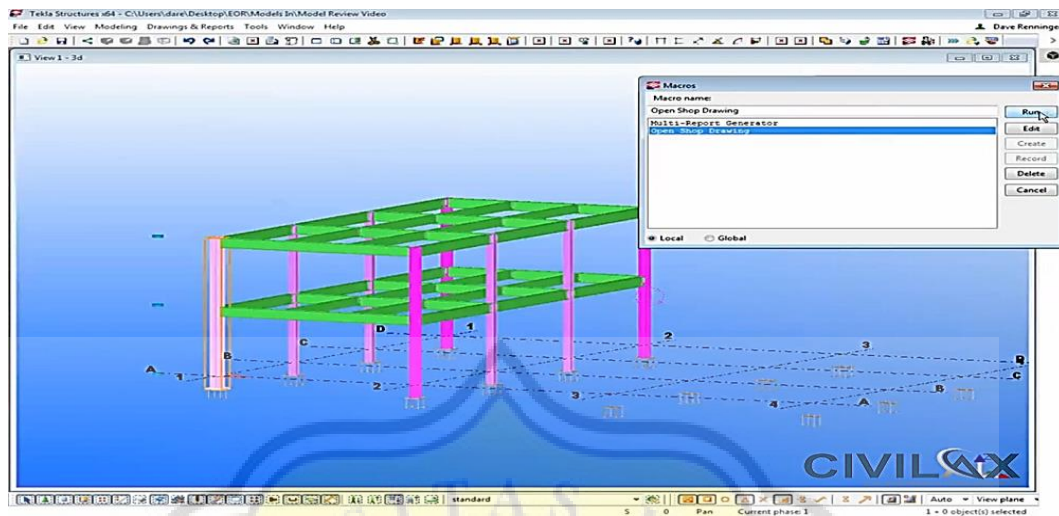 Tekla Structures x64 - C:\Users\dare\Desktop\EOR\Models In\Model Review Video
File Edit View Modeling Drawings & Reports Tools Window Help
Dave Renninger
View 1 - 3d
Macros
Macro name:
Open Shop Drawing
Run
Multi-Report Generator
Open Shop Drawing
Edit
Create
Record
Delete
Cancel
Local Global
D 1 2 3 D
C C
B B
A 1 2 3 4 A
CIVILAX
TAS
standard
Auto View plane
S 0 Pan Current phase: 1 1 + 0 object(s) selected